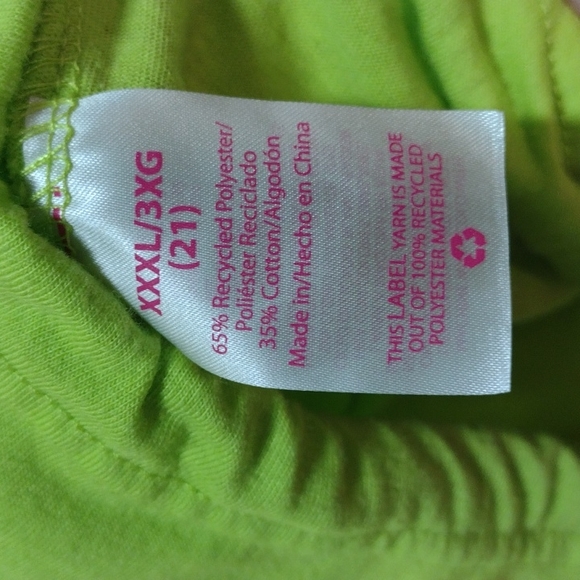 XXXL/3XG
(21)
65% Recycled Polyester/
Poliéster Reciclado
35% Cotton/Algodón
Made in/Hecho en China
THIS LABEL YARN IS MADE
OUT OF 100% RECYCLED
POLYESTER MATERIALS